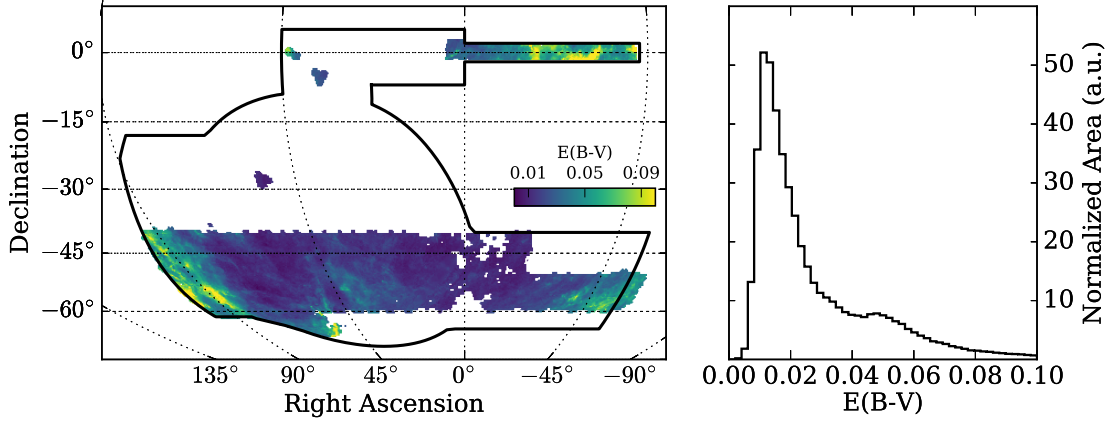 0°
−15°
−30°
−45°
−60°
Declination
E(B-V)
0.01 0.05 0.09
135° 90° 45° 0° −45° −90°
Right Ascension
50
40
30
20
10
Normalized Area (a.u.)
0.00 0.02 0.04 0.06 0.08 0.10
E(B-V)